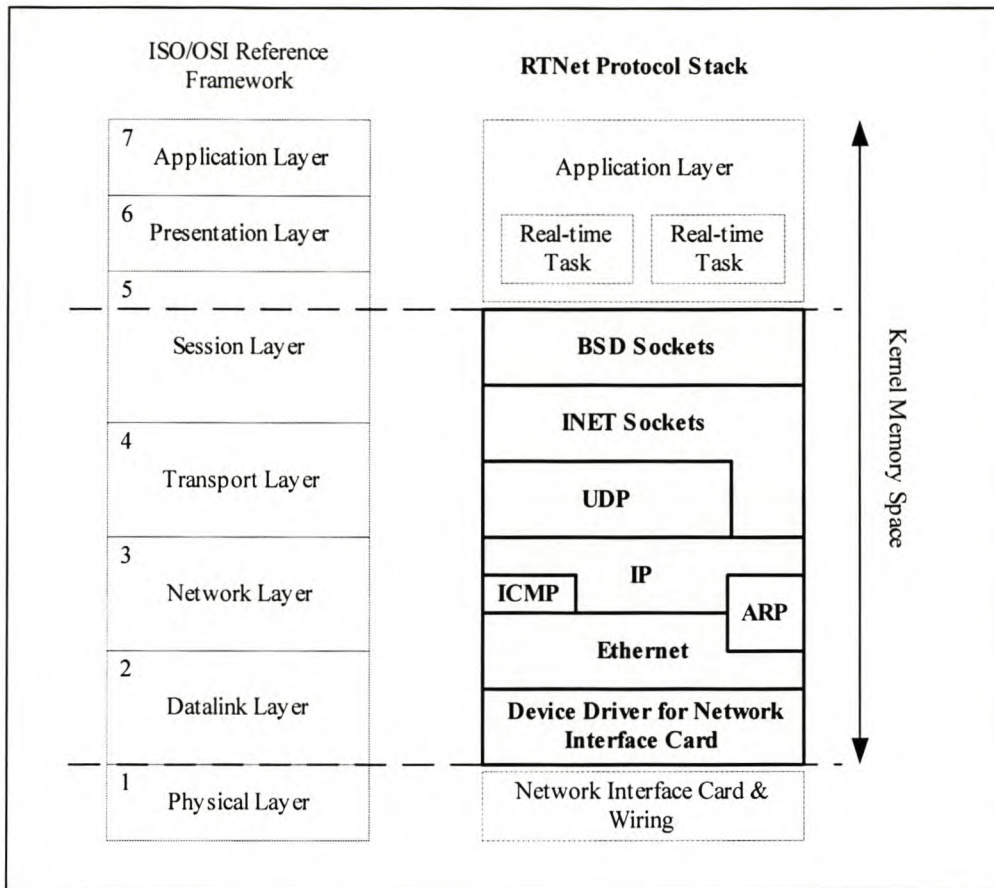 ISO/OSI Reference
Framework
RTNet Protocol Stack
7
Application Layer
6
Presentation Layer
5
Session Layer
4
Transport Layer
3
Network Layer
2
Datalink Layer
1
Physical Layer
Application Layer
Real-time
Task
Real-time
Task
BSD Sockets
INET Sockets
UDP
IP
ICMP
ARP
Ethernet
Device Driver for Network
Interface Card
Network Interface Card &
Wiring
Kernel Memory Space